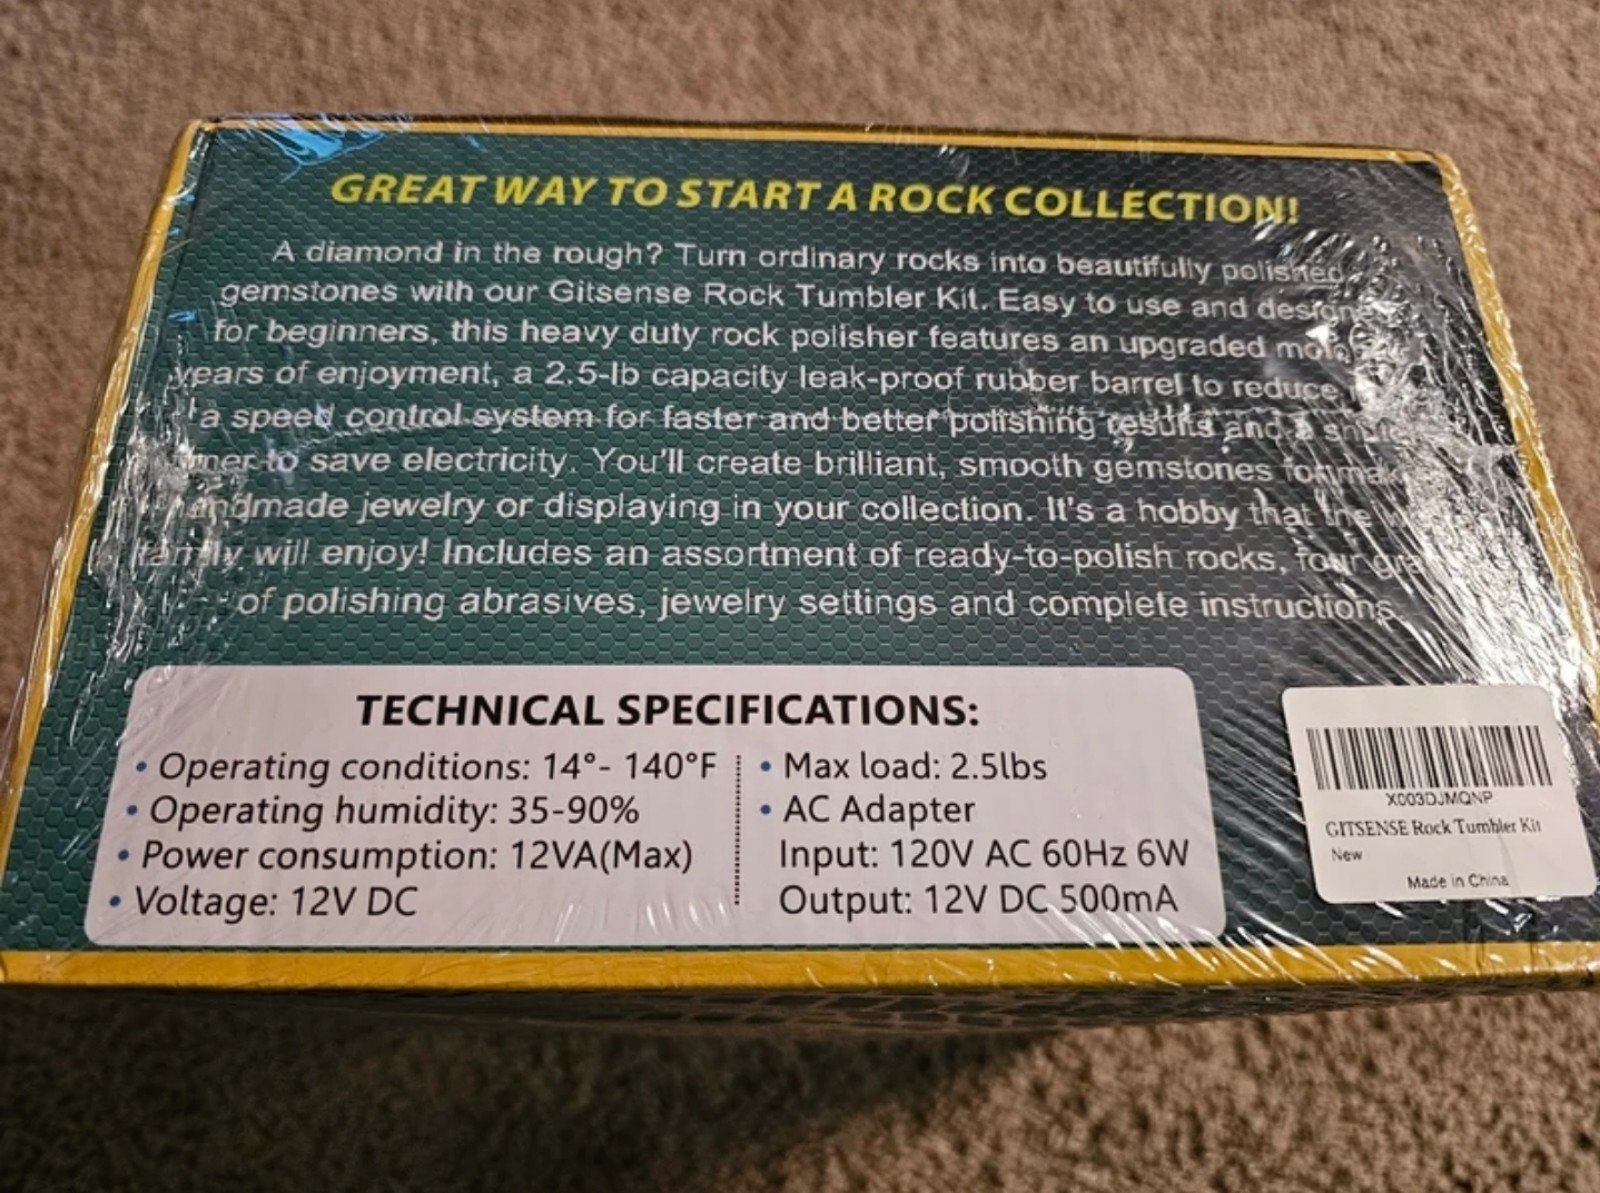 GREAT WAY TO START A ROCK COLLECTION!
A diamond in the rough? Turn ordinary rocks into beautifully polished
gemstones with our Gitsense Rock Tumbler Kit. Easy to use and
for beginners, this heavy duty rock polisher features an upgraded
years of enjoyment, a 2.5-lb capacity leak-proof rubber barrel to reduce
a speed control system for faster and better polishing results and a
to save electricity. You'll create brilliant, smooth gemstones for
jewelry or displaying in your collection. It's a hobby that the
family will enjoy! Includes an assortment of ready-to-polish rocks, four
of polishing abrasives, jewelry settings and complete instructions.
TECHNICAL SPECIFICATIONS:
• Operating conditions: 14°- 140°F
• Operating humidity: 35-90%
• Power consumption: 12VA(Max)
• Voltage: 12V DC
• Max load: 2.5lbs
• AC Adapter
Input: 120V AC 60Hz 6W
Output: 12V DC 500mA
X003DJMQNP
GITSENSE Rock Tumbler Kit
New
Made in China